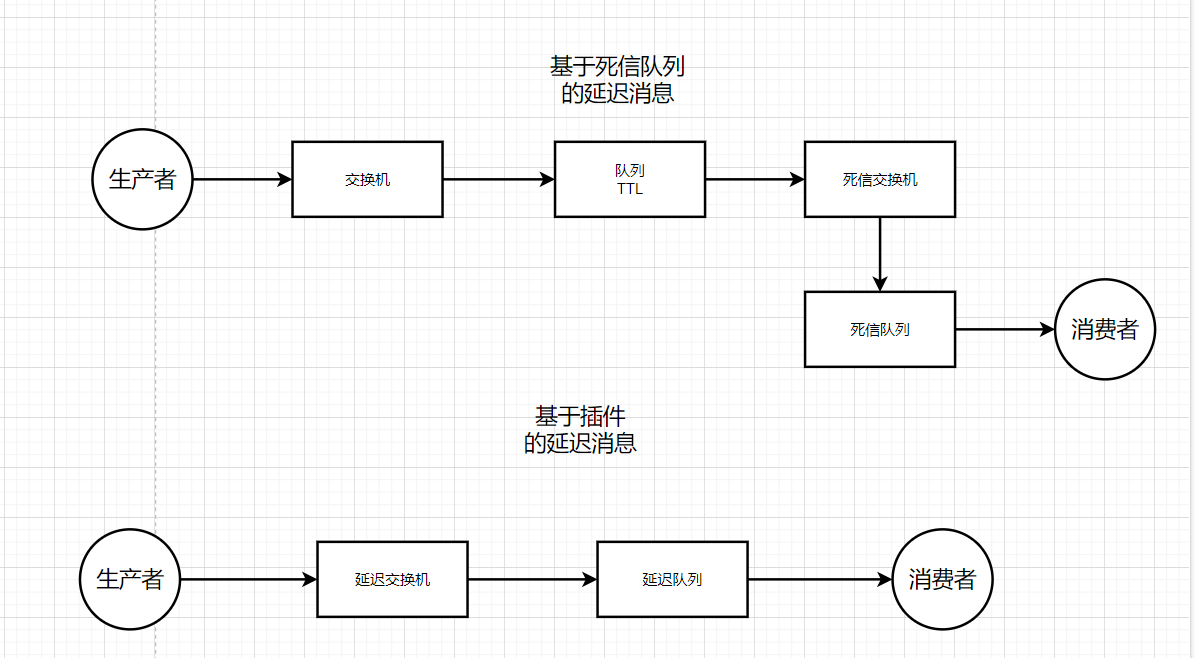 基于死信队列
的延迟消息
生产者
交换机
队列
TTL
死信交换机
死信队列
消费者
基于插件
的延迟消息
生产者
延迟交换机
延迟队列
消费者